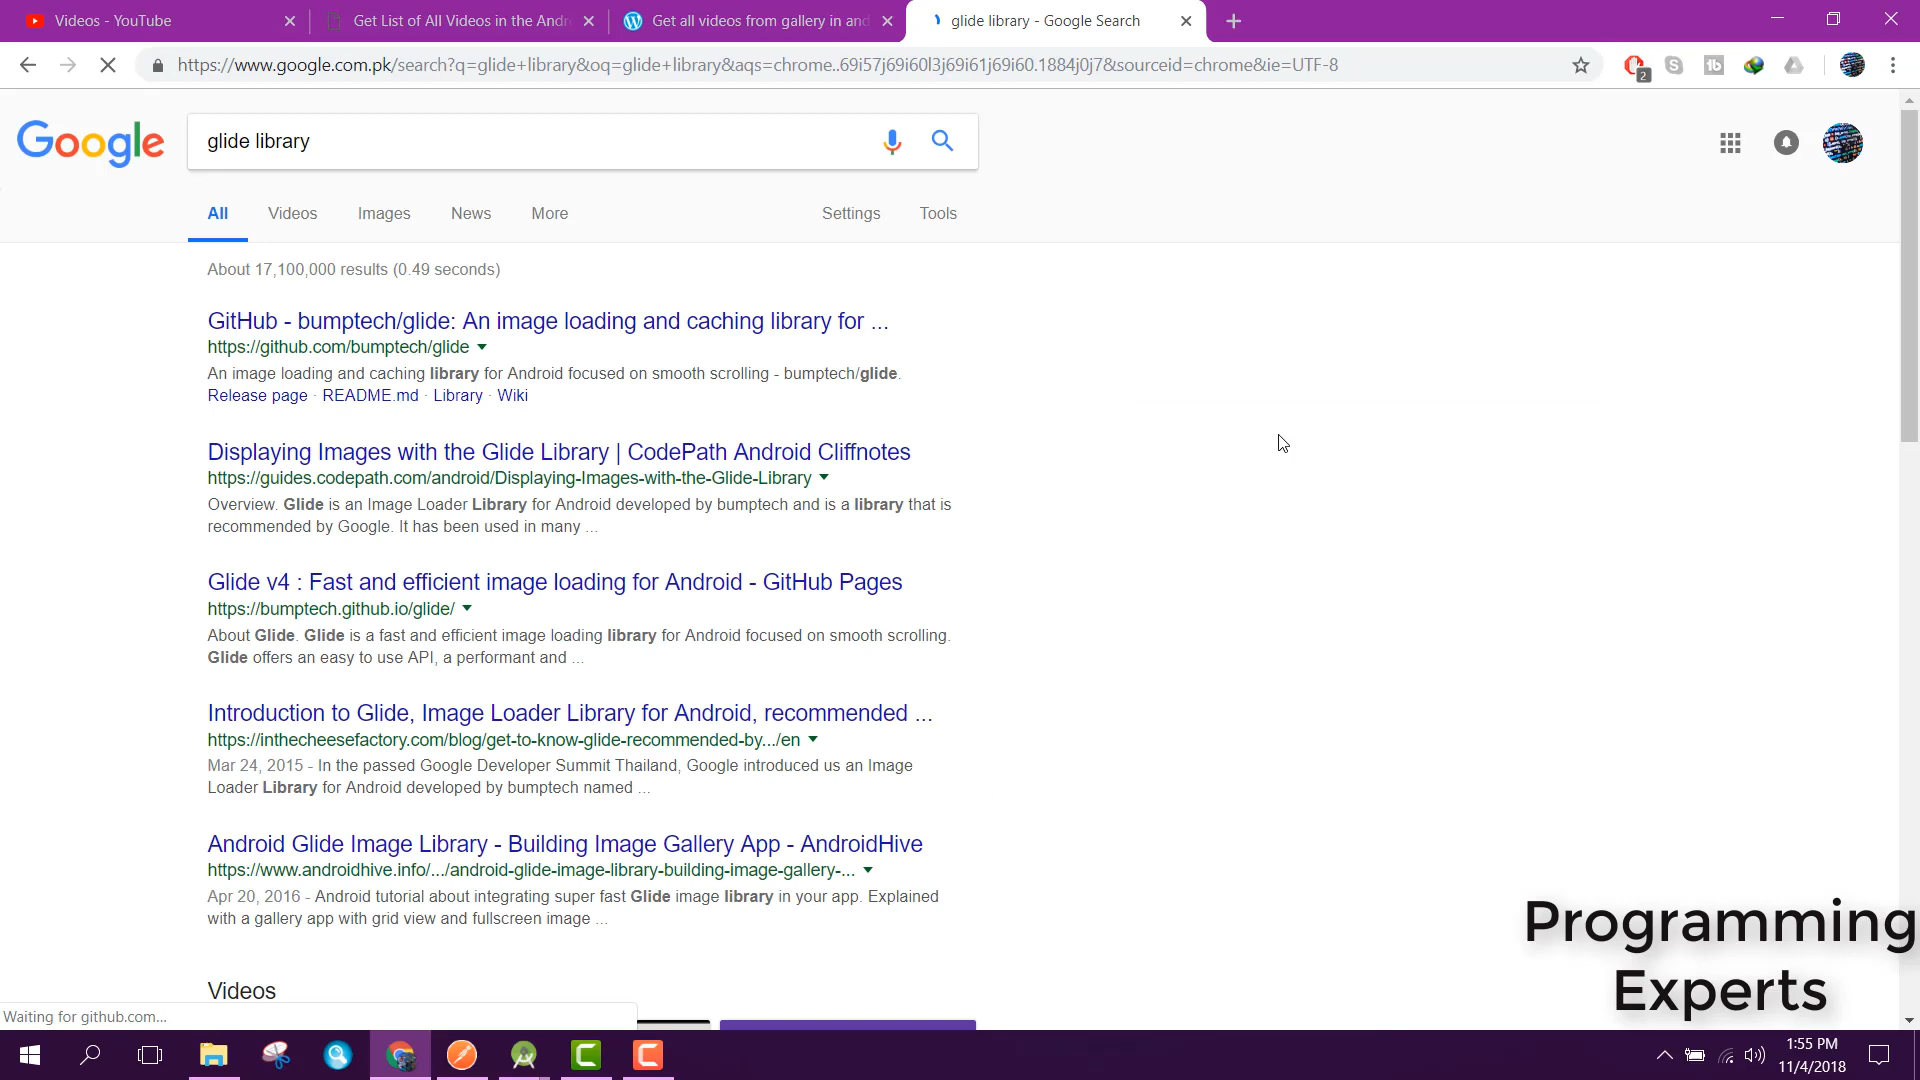 Videos - YouTube
Get List of All Videos in the Andr
Get all videos from gallery in and
glide library - Google Search
https://www.google.com.pk/search?q=glide+library&oq=glide+library&aqs=chrome..69i57j69i60l3j69i61j69i60.1884j0j7&sourceid=chrome&ie=UTF-8
2
Google
glide library
All
Videos
Images
News
More
Settings
Tools
About 17,100,000 results (0.49 seconds)
GitHub - bumptech/glide: An image loading and caching library for ...
https://github.com/bumptech/glide
An image loading and caching library for Android focused on smooth scrolling - bumptech/glide.
Release page · README.md · Library · Wiki
Displaying Images with the Glide Library | CodePath Android Cliffnotes
https://guides.codepath.com/android/Displaying-Images-with-the-Glide-Library
Overview. Glide is an Image Loader Library for Android developed by bumptech and is a library that is
recommended by Google. It has been used in many ...
Glide v4 : Fast and efficient image loading for Android - GitHub Pages
https://bumptech.github.io/glide/
About Glide. Glide is a fast and efficient image loading library for Android focused on smooth scrolling.
Glide offers an easy to use API, a performant and ...
Introduction to Glide, Image Loader Library for Android, recommended ...
https://inthecheesefactory.com/blog/get-to-know-glide-recommended-by.../en
Mar 24, 2015 - In the passed Google Developer Summit Thailand, Google introduced us an Image
Loader Library for Android developed by bumptech named ...
Android Glide Image Library - Building Image Gallery App - AndroidHive
https://www.androidhive.info/.../android-glide-image-library-building-image-gallery-...
Apr 20, 2016 - Android tutorial about integrating super fast Glide image library in your app. Explained
with a gallery app with grid view and fullscreen image ...
Videos
Programming
Experts
Waiting for github.com...
1:55 PM
11/4/2018